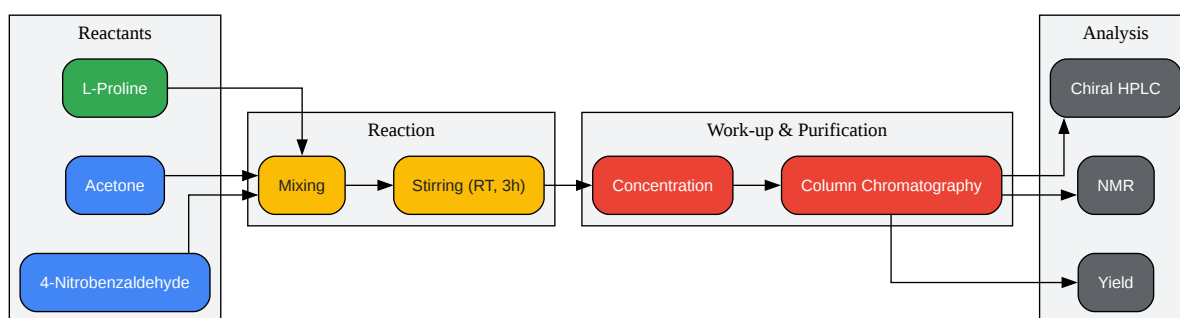 Reactants
L-Proline
Acetone
4-Nitrobenzaldehyde
Reaction
Mixing
Stirring (RT, 3h)
Work-up & Purification
Concentration
Column Chromatography
Analysis
Chiral HPLC
NMR
Yield